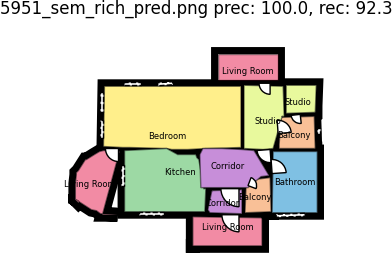 5951_sem_rich_pred.png prec: 100.0, rec: 92.3
Living Room
Studio
Studio
Balcony
Bedroom
Corridor
Kitchen
Living Room
Bathroom
Balcony
Corridor
Living Room